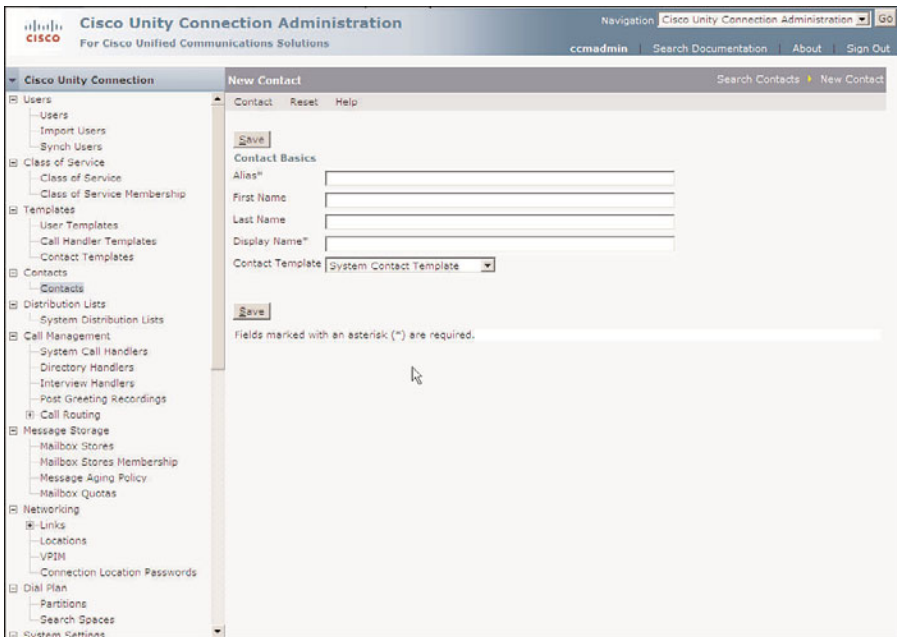 cisco
Cisco Unity Connection Administration
For Cisco Unified Communications Solutions
Navigation Cisco Unity Connection Administration Go
ccmadmin Search Documentation About Sign Out
Cisco Unity Connection
Users
Users
Import Users
Synch Users
Class of Service
Class of Service
Class of Service Membership
Templates
User Templates
Call Handler Templates
Contact Templates
Contacts
Contacts
Distribution Lists
System Distribution Lists
Call Management
System Call Handlers
Directory Handlers
Interview Handlers
Post Greeting Recordings
Call Routing
Message Storage
Mailbox Stores
Mailbox Stores Membership
Message Aging Policy
Mailbox Quotas
Networking
Links
Locations
VPIM
Connection Location Passwords
Dial Plan
Partitions
Search Spaces
System Settings
New Contact
Search Contacts New Contact
Contact Reset Help
Save
Contact Basics
Alias*
First Name
Last Name
Display Name*
Contact Template System Contact Template
Save
Fields marked with an asterisk (*) are required.